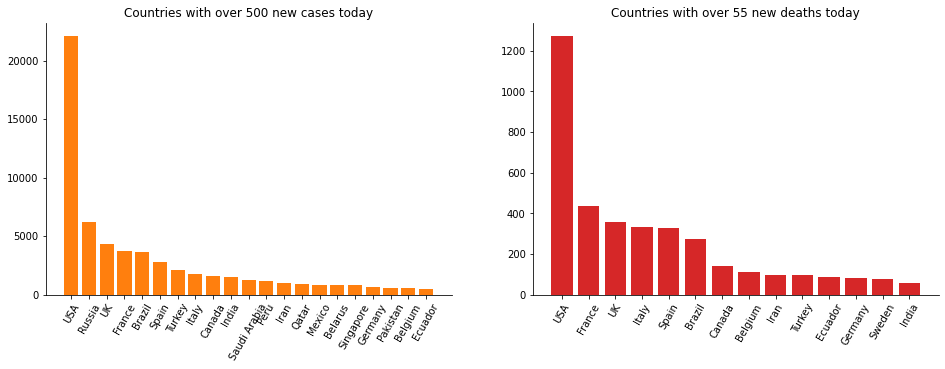 Countries with over 500 new cases today
20000
15000
10000
5000
0
USA
Russia
UK
France
Brazil
Spain
Turkey
Italy
Canada
India
Saudi Arabia
Peru
Iran
Qatar
Mexico
Belarus
Singapore
Germany
Pakistan
Belgium
Ecuador
Countries with over 55 new deaths today
1200
1000
800
600
400
200
0
USA
France
UK
Italy
Spain
Brazil
Canada
Belgium
Iran
Turkey
Ecuador
Germany
Sweden
India